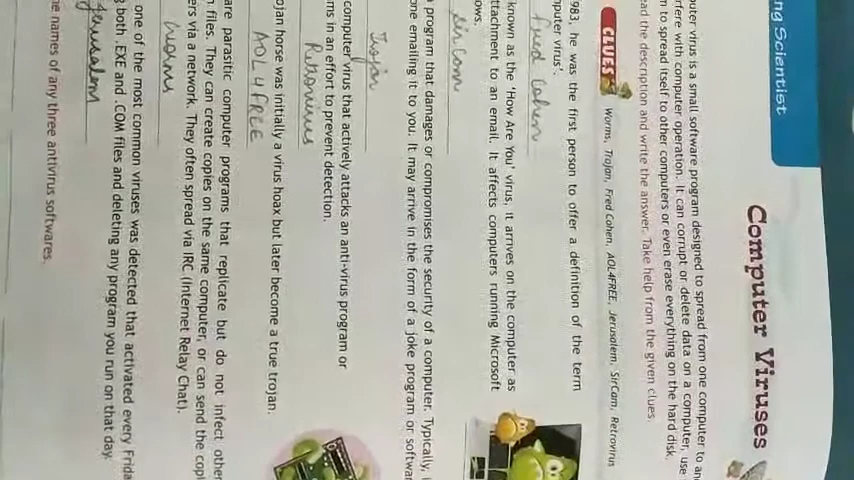 ng Scientist
Computer Viruses
puter virus is a small software program designed to spread from one computer to an
rfere with computer operation. It can corrupt or delete data on a computer, use
m to spread itself to other computers or even erase everything on the hard disk.
ad the description and write the answer. Take help from the given clues.
CLUES
Worms, Trojan, Fred Cohen, AOL4FREE, Jerusalem, SirCam, Retrovirus
983, he was the first person to offer a definition of the term
mputer virus'.
Fred Cohen
known as the 'How Are You' virus, it arrives on the computer as
ttachment to an email. It affects computers running Microsoft
ows.
SirCam
program that damages or compromises the security of a computer. Typically,
one emailing it to you. It may arrive in the form of a joke program or softwar
Trojan
computer virus that actively attacks an anti-virus program or
ms in an effort to prevent detection.
Retrovirus
ojan horse was initially a virus hoax but later become a true trojan.
AOL4FREE
are parasitic computer programs that replicate but do not infect other
n files. They can create copies on the same computer, or can send the copi
ers via a network. They often spread via IRC (Internet Relay Chat).
Worms
one of the most common viruses was detected that activated every Frida
g both .EXE and .COM files and deleting any program you run on that day.
Jerusalem
he names of any three antivirus softwares.